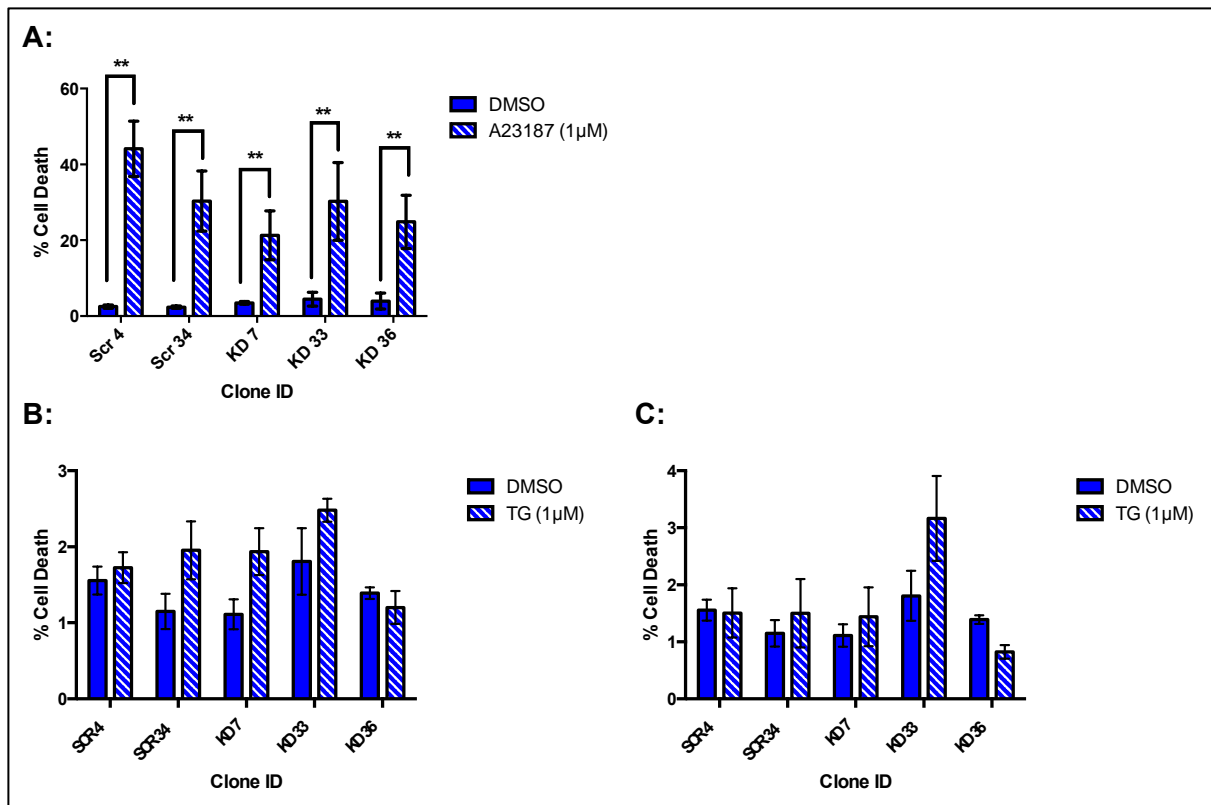 A:
**
**
**
**
**
60
40
20
0
% Cell Death
DMSO
A23187 (1µM)
Scr 4
Scr 34
KD 7
KD 33
KD 36
Clone ID
B:
3
2
1
0
% Cell Death
DMSO
TG (1µM)
SCR4
SCR34
KD7
KD33
KD36
Clone ID
C:
4
3
2
1
0
% Cell Death
DMSO
TG (1µM)
SCR4
SCR34
KD7
KD33
KD36
Clone ID